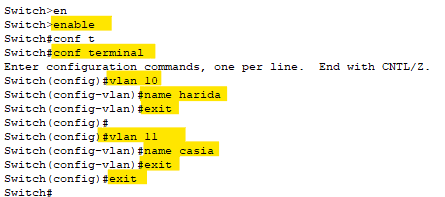 Switch>en
Switch>enable
Switch#conf t
Switch#conf terminal
Enter configuration commands, one per line.  End with CNTL/Z.
Switch(config)#vlan 10
Switch(config-vlan)#name harida
Switch(config-vlan)#exit
Switch(config)#
Switch(config)#vlan 11
Switch(config-vlan)#name casia
Switch(config-vlan)#exit
Switch(config)#exit
Switch#